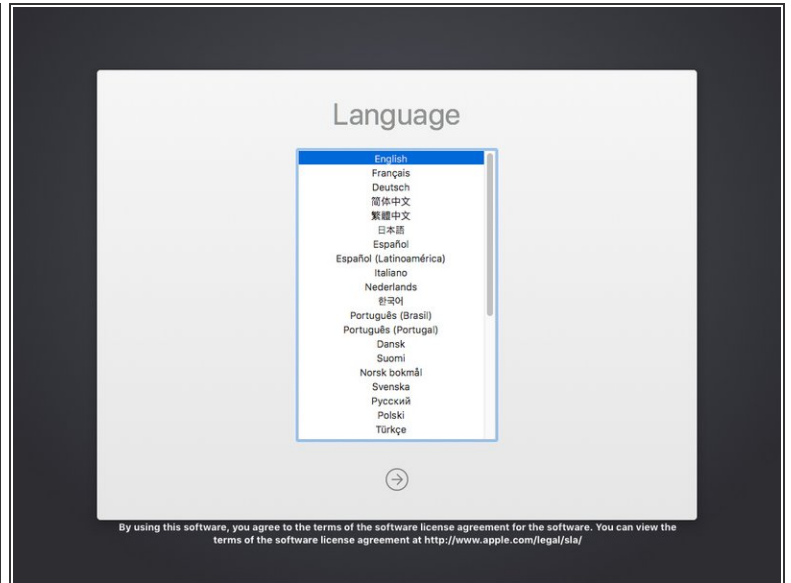 Language
English
Français
Deutsch
简体中文
繁體中文
日本語
Español
Español (Latinoamérica)
Italiano
Nederlands
한국어
Português (Brasil)
Português (Portugal)
Dansk
Suomi
Norsk bokmål
Svenska
Русский
Polski
Türkçe
By using this software, you agree to the terms of the software license agreement for the software. You can view the
terms of the software license agreement at http://www.apple.com/legal/sla/